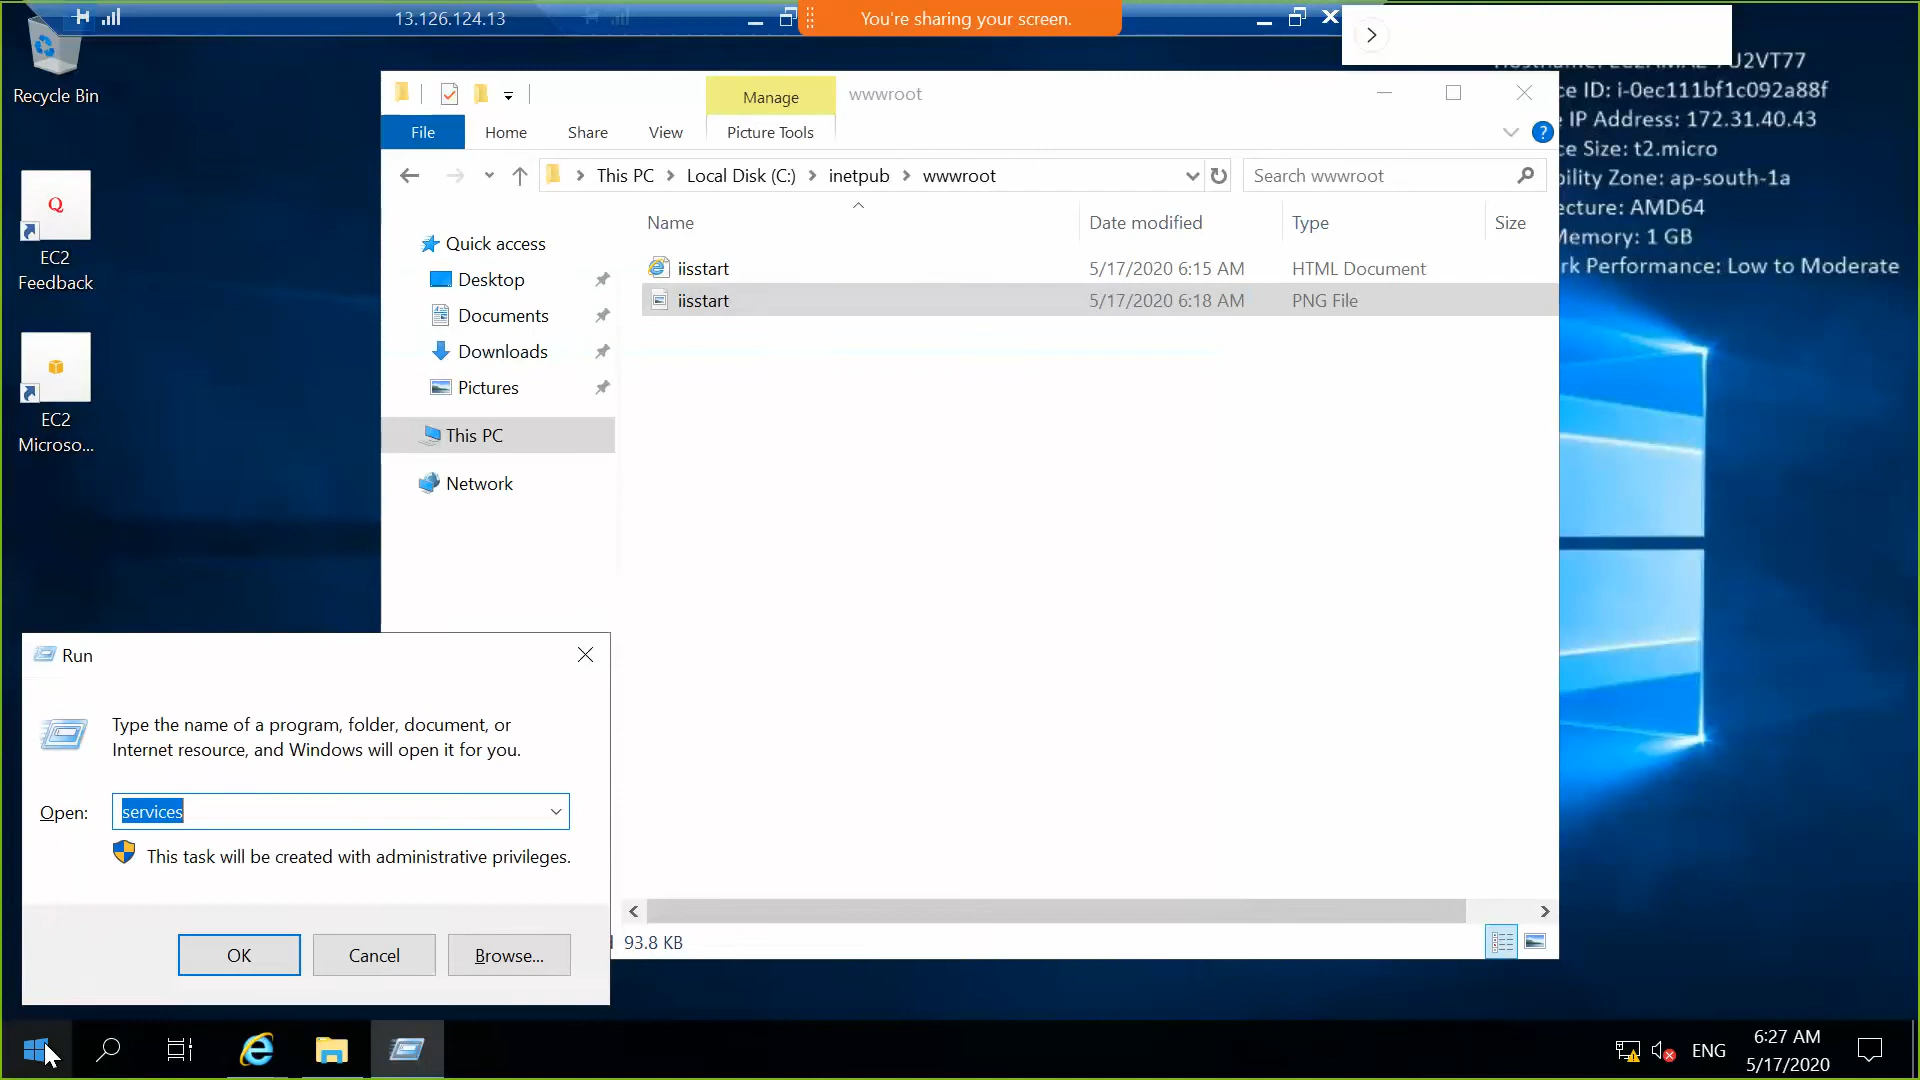 13.126.124.13
You're sharing your screen.
Recycle Bin
EC2
Feedback
EC2
Microso...
U2VT77
ce ID: i-0ec111bf1c092a88f
IP Address: 172.31.40.43
ce Size: t2.micro
bility Zone: ap-south-1a
ecture: AMD64
Memory: 1 GB
rk Performance: Low to Moderate
Manage
wwwroot
File
Home
Share
View
Picture Tools
This PC
Local Disk (C:)
inetpub
wwwroot
Search wwwroot
Name
Date modified
Type
Size
iisstart
5/17/2020 6:15 AM
HTML Document
iisstart
5/17/2020 6:18 AM
PNG File
Quick access
Desktop
Documents
Downloads
Pictures
This PC
Network
93.8 KB
Run
Type the name of a program, folder, document, or
Internet resource, and Windows will open it for you.
Open:
services
This task will be created with administrative privileges.
OK
Cancel
Browse...
ENG
6:27 AM
5/17/2020